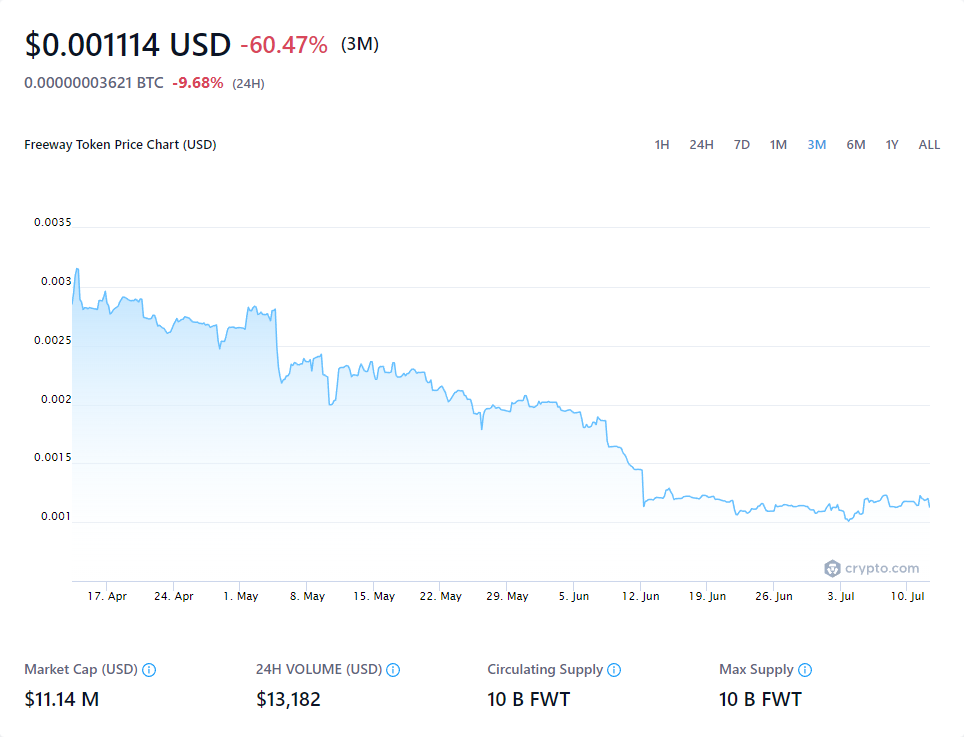 $0.001114 USD -60.47% (3M)
0.00000003621 BTC -9.68% (24H)
Freeway Token Price Chart (USD) 1H 24H 7D 1M 3M 6M 1Y ALL
0.0035
0.003
0.0025
0.002
0.0015
0.001
crypto.com
17. Apr 24. Apr 1. May 8. May 15. May 22. May 29. May 5. Jun 12. Jun 19. Jun 26. Jun 3. Jul 10. Jul
Market Cap (USD) 24H VOLUME (USD) Circulating Supply Max Supply
$11.14 M $13,182 10 B FWT 10 B FWT